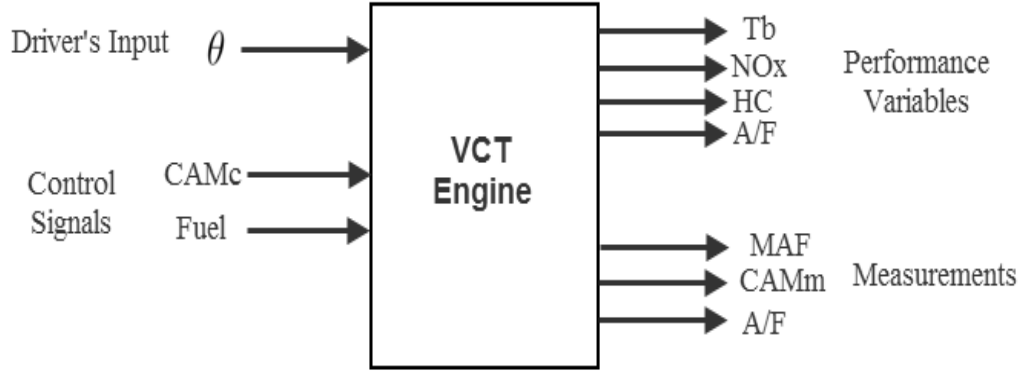 Driver's Input θ
Control
Signals
CAMc
Fuel
VCT
Engine
Tb
NOx
HC
A/F
Performance
Variables
MAF
CAMm
A/F
Measurements